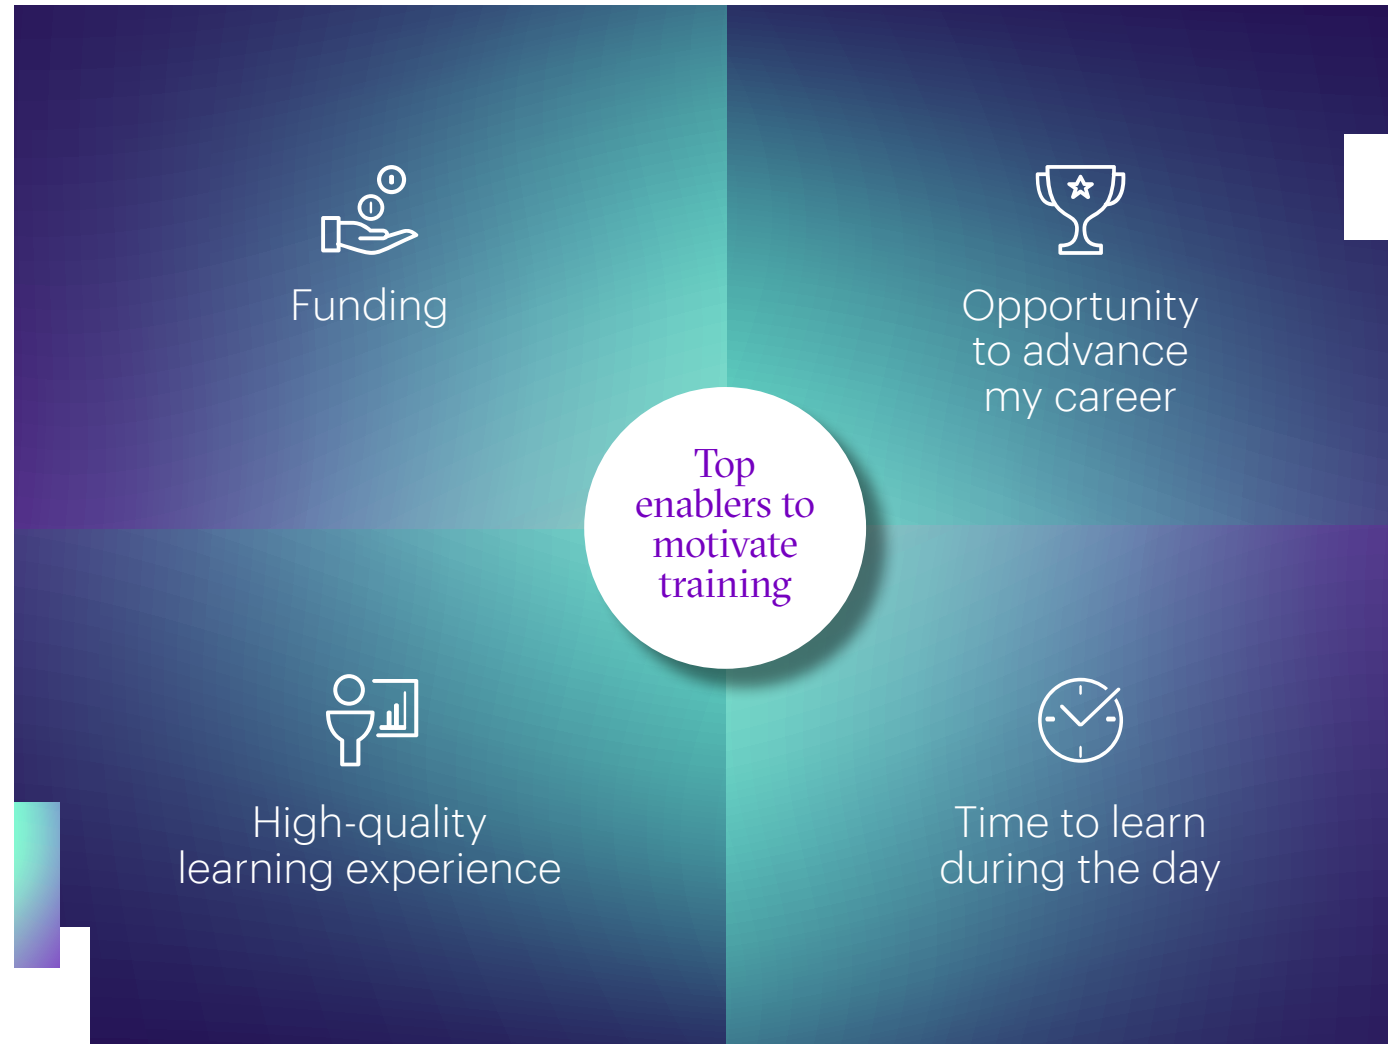 Funding
Opportunity
to advance
my career
Top
enablers to
motivate
training
High-quality
learning experience
Time to learn
during the day